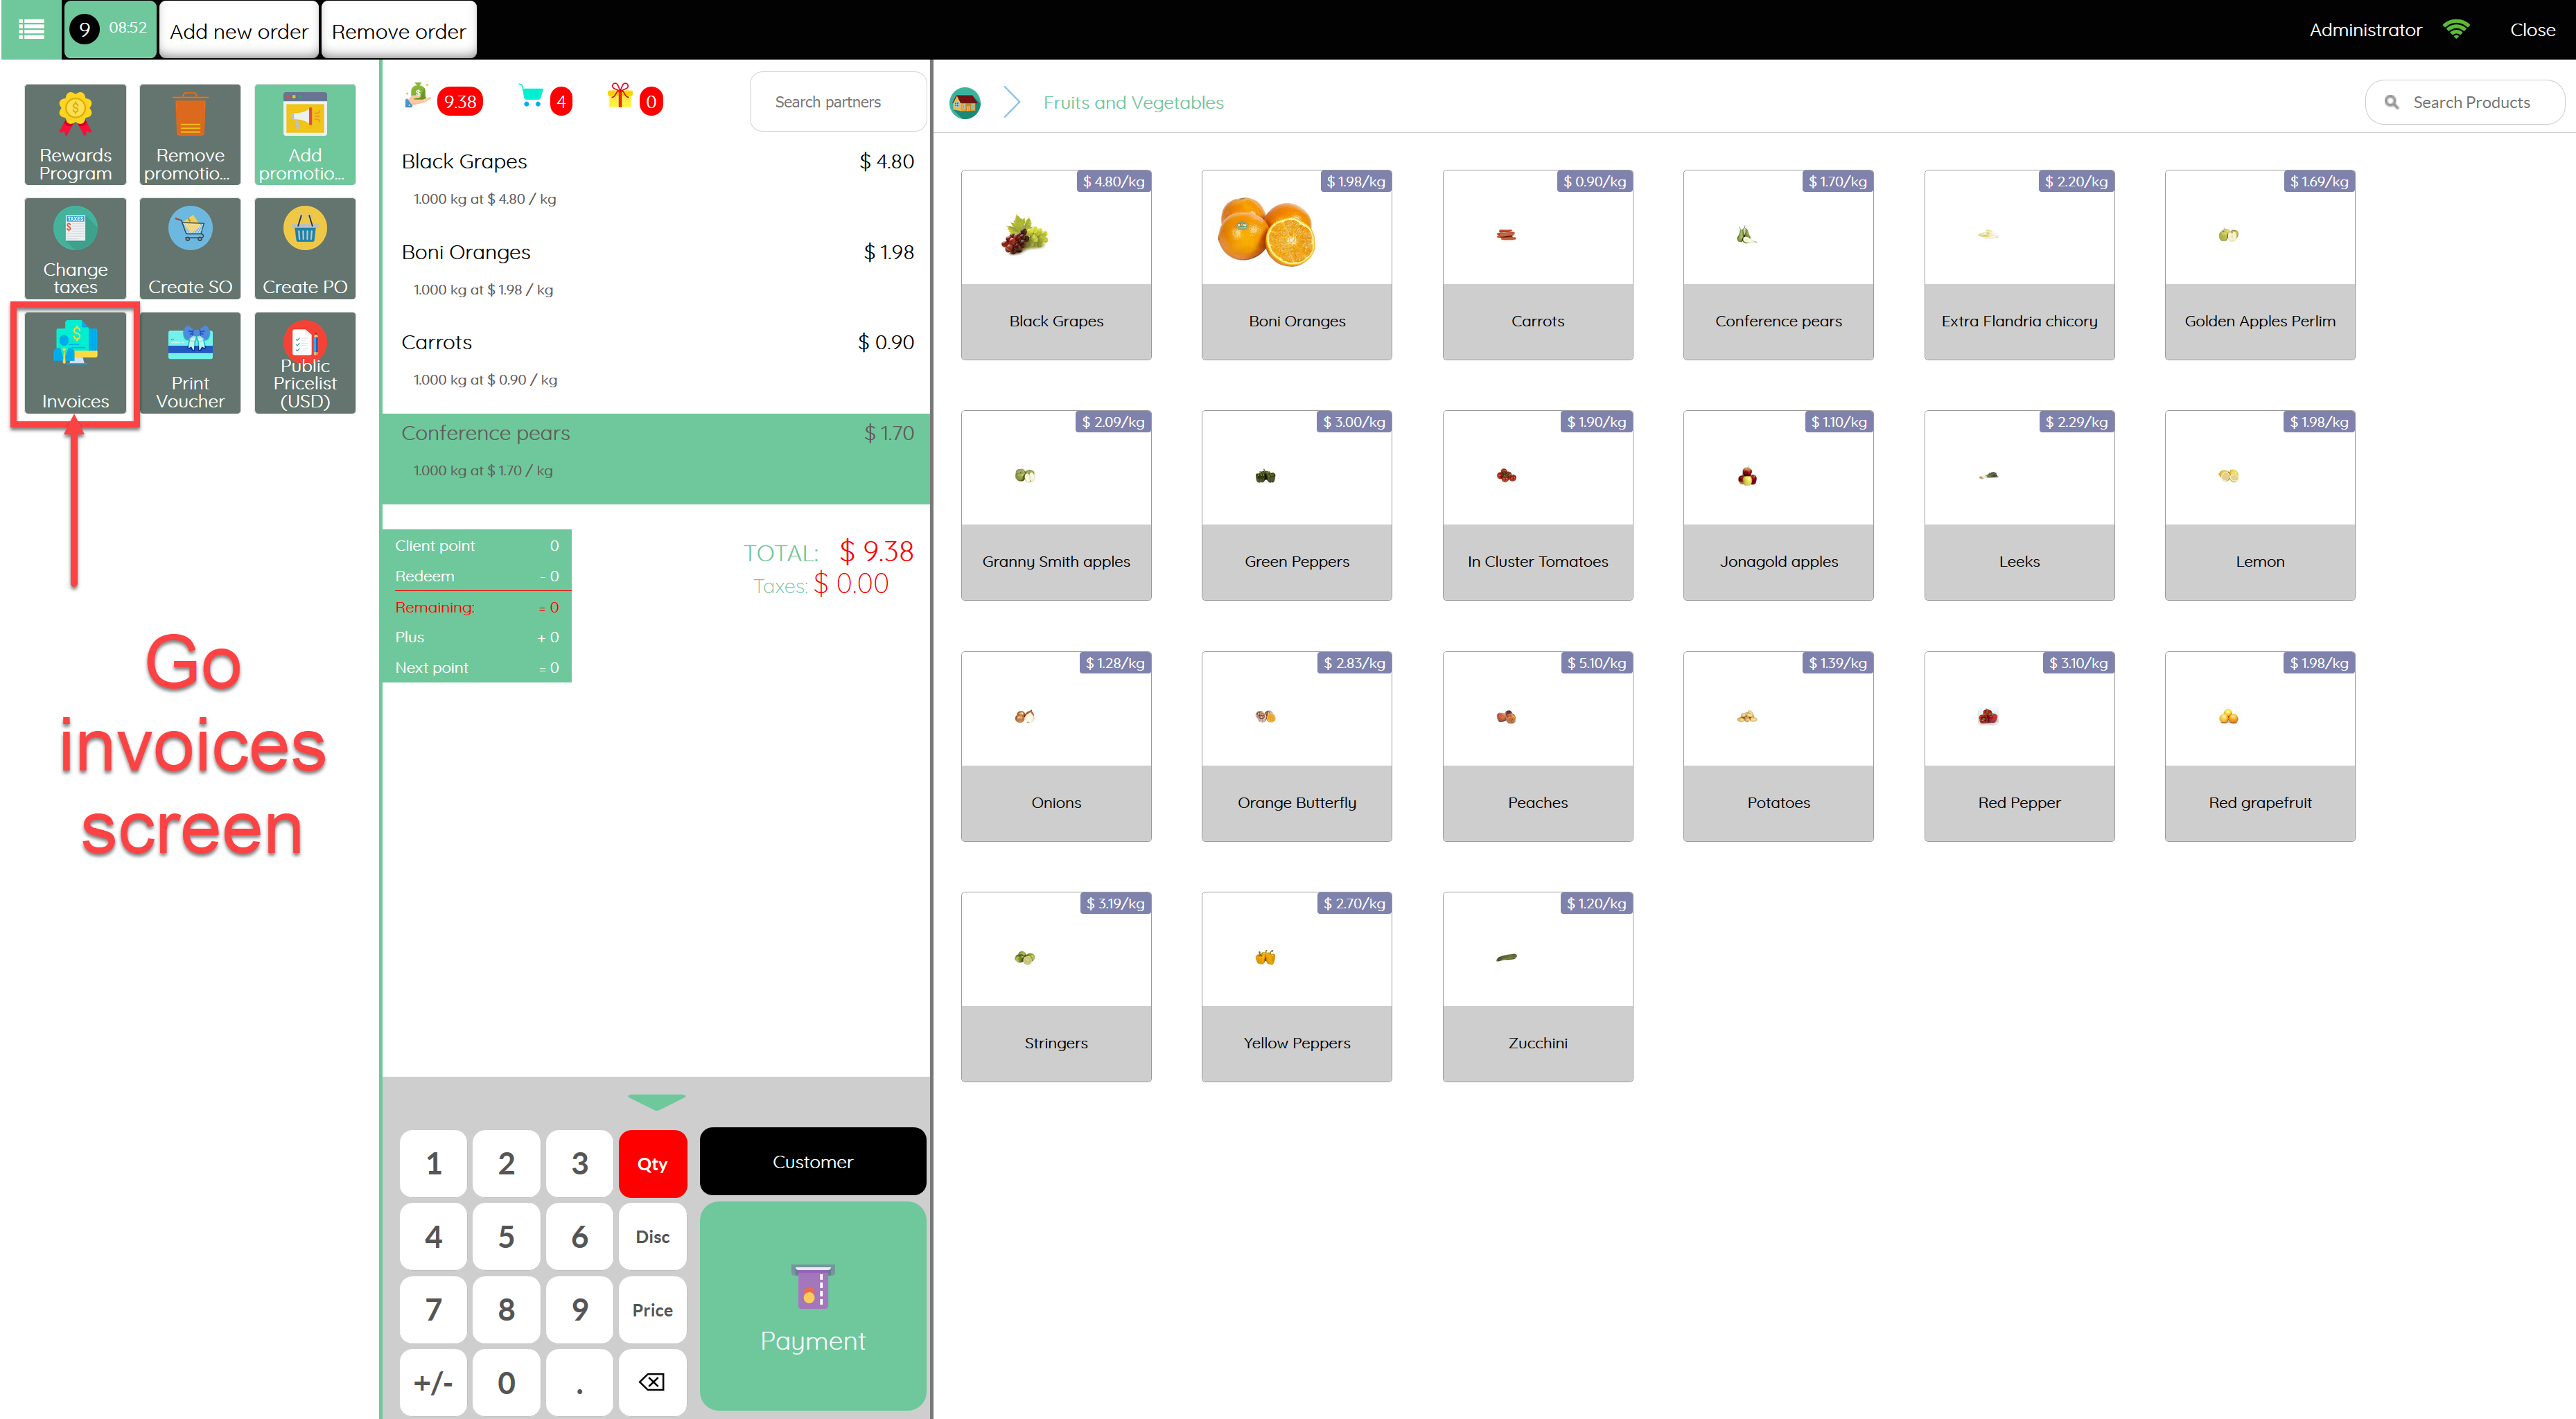 9 08:52 Add new order Remove order Administrator Close
Rewards Program
Remove promotio...
Add promotio...
Change taxes
Create SO
Create PO
Invoices
Print Voucher
Public Pricelist (USD)
Go
invoices
screen
9.38 4 0 Search partners
Black Grapes $ 4.80
1.000 kg at $ 4.80 / kg
Boni Oranges $ 1.98
1.000 kg at $ 1.98 / kg
Carrots $ 0.90
1.000 kg at $ 0.90 / kg
Conference pears $ 1.70
1.000 kg at $ 1.70 / kg
Client point 0
Redeem - 0
Remaining: = 0
Plus + 0
Next point = 0
TOTAL: $ 9.38
Taxes: $ 0.00
1 2 3 Qty Customer
4 5 6 Disc
7 8 9 Price
Payment
+/- 0 .
Fruits and Vegetables Search Products
$ 4.80/kg $ 1.98/kg $ 0.90/kg $ 1.70/kg $ 2.20/kg $ 1.69/kg
Black Grapes Boni Oranges Carrots Conference pears Extra Flandria chicory Golden Apples Perlim
$ 2.09/kg $ 3.00/kg $ 1.90/kg $ 1.10/kg $ 2.29/kg $ 1.98/kg
Granny Smith apples Green Peppers In Cluster Tomatoes Jonagold apples Leeks Lemon
$ 1.28/kg $ 2.83/kg $ 5.10/kg $ 1.39/kg $ 3.10/kg $ 1.98/kg
Onions Orange Butterfly Peaches Potatoes Red Pepper Red grapefruit
$ 3.19/kg $ 2.70/kg $ 1.20/kg
Stringers Yellow Peppers Zucchini